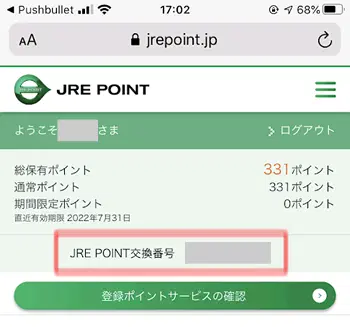 Pushbullet 17:02 68%
AA jrepoint.jp
JRE POINT JRE POINT
ようこそ さま ログアウト
総保有ポイント 331ポイント
通常ポイント 331ポイント
期間限定ポイント 0ポイント
直近有効期限 2022年7月31日
JRE POINT交換番号
登録ポイントサービスの確認